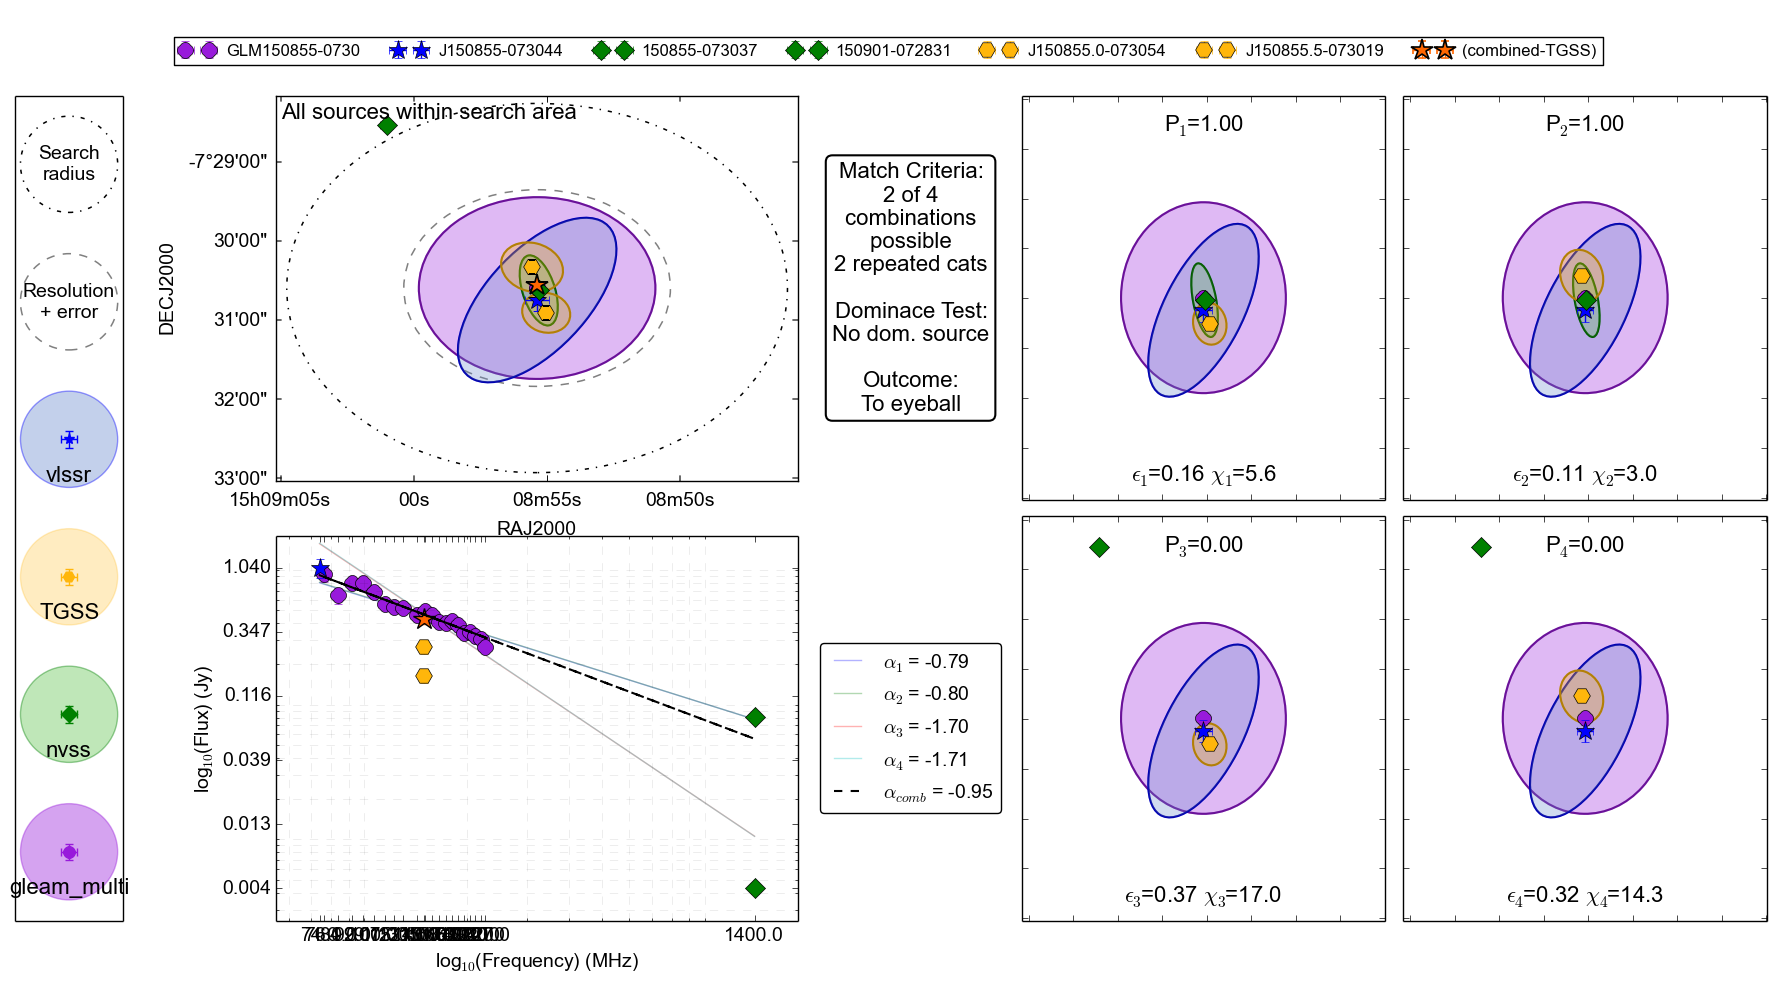 GLM150855-0730 J150855-073044 150855-073037 150901-072831 J150855.0-073054 J150855.5-073019 (combined-TGSS)
Search
radius
Resolution
+ error
vlssr
TGSS
nvss
gleam_multi
All sources within search area
DECJ2000
-7°29'00"
30'00"
31'00"
32'00"
33'00"
15h09m05s 00s 08m55s 08m50s
RAJ2000
Match Criteria:
2 of 4
combinations
possible
2 repeated cats
Dominace Test:
No dom. source
Outcome:
To eyeball
P1=1.00
ϵ1=0.16 χ1=5.6
P2=1.00
ϵ2=0.11 χ2=3.0
log10(Flux) (Jy)
1.040
0.347
0.116
0.039
0.013
0.004
1400.0
log10(Frequency) (MHz)
α1 = -0.79
α2 = -0.80
α3 = -1.70
α4 = -1.71
αcomb = -0.95
P3=0.00
ϵ3=0.37 χ3=17.0
P4=0.00
ϵ4=0.32 χ4=14.3